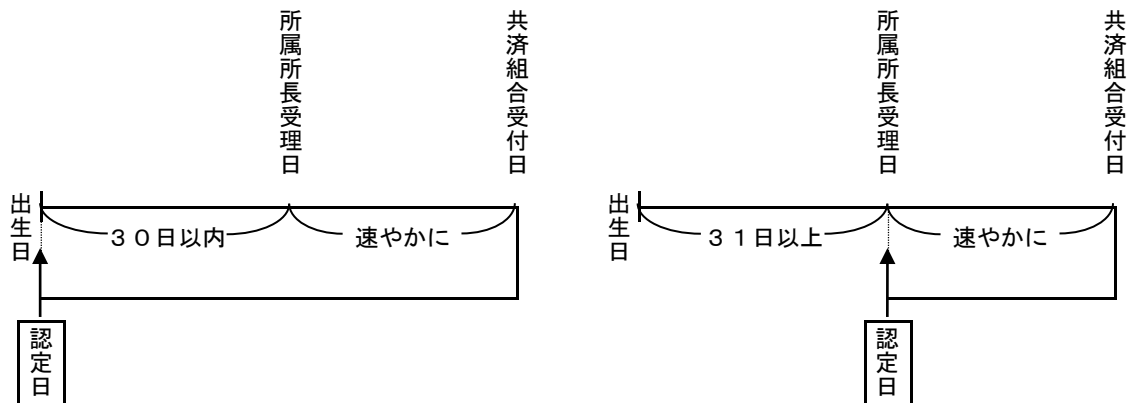 所属所長受理日
共済組合受付日
出生日
３０日以内
速やかに
認定日
所属所長受理日
共済組合受付日
出生日
３１日以上
速やかに
認定日